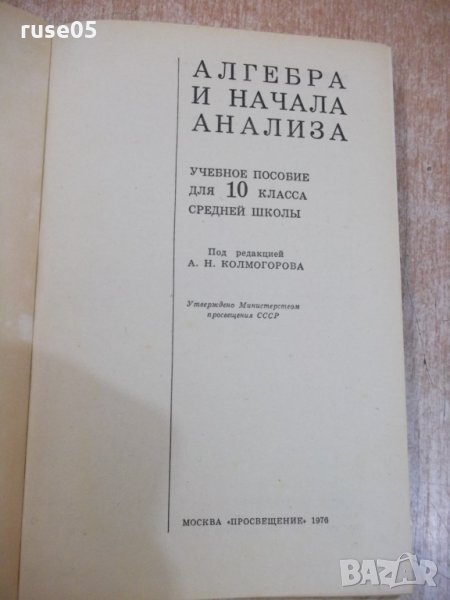 ruse05
АЛГЕБРА
И НАЧАЛА
АНАЛИЗА
УЧЕБНОЕ ПОСОБИЕ
ДЛЯ 10 КЛАССА
СРЕДНЕЙ ШКОЛЫ
Под редакцией
А. Н. КОЛМОГОРОВА
Утверждено Министерством
просвещения СССР
МОСКВА «ПРОСВЕЩЕНИЕ» 1976
BAZAR